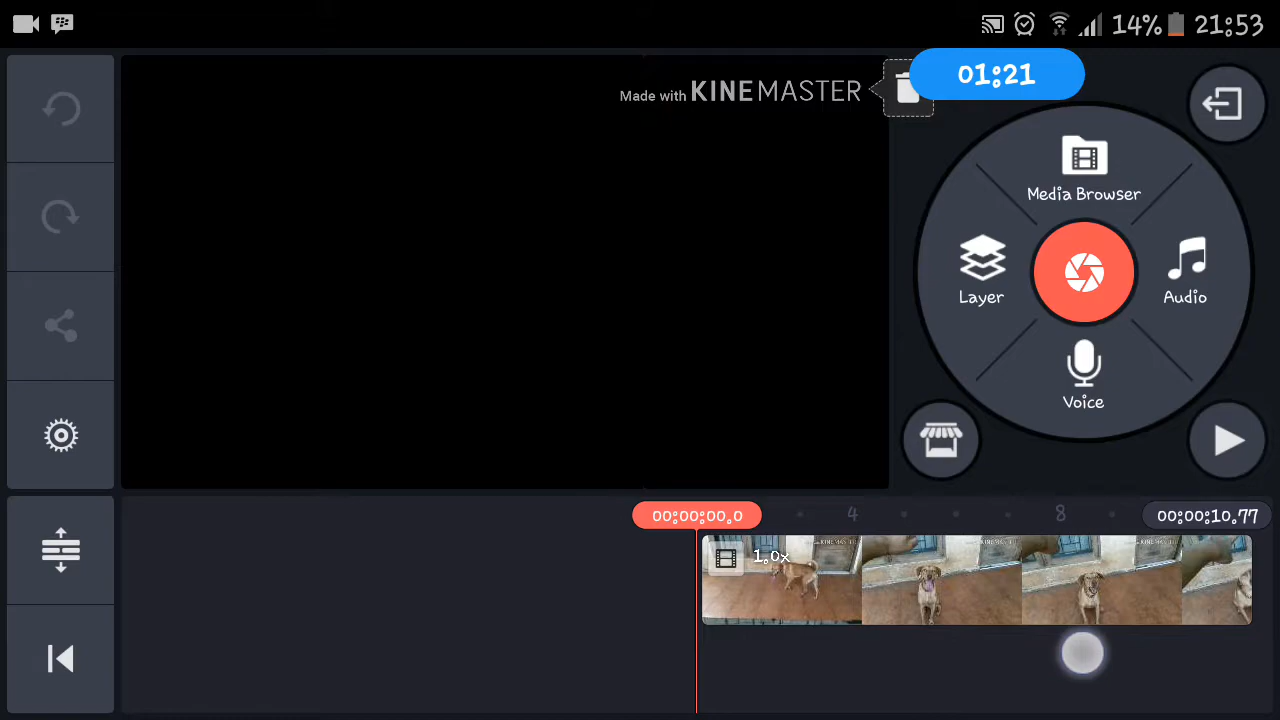 14% 21:53
01:21
Made with KINEMASTER
Media Browser
Layer
Audio
Voice
00:00:00.0
4
8
00:00:10.77
1.0x